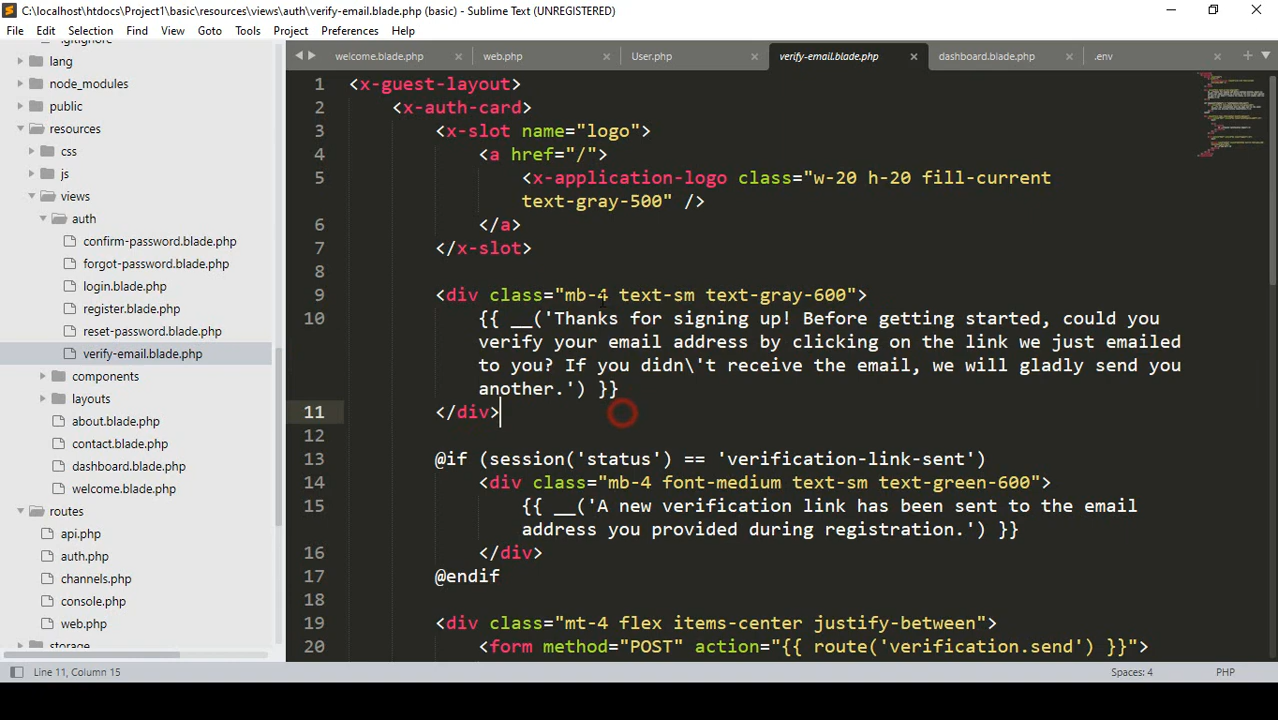 C:\localhost\htdocs\Project1\basic\resources\views\auth\verify-email.blade.php (basic) - Sublime Text (UNREGISTERED)
File Edit Selection Find View Goto Tools Project Preferences Help
lang
node_modules
public
resources
css
js
views
auth
confirm-password.blade.php
forgot-password.blade.php
login.blade.php
register.blade.php
reset-password.blade.php
verify-email.blade.php
components
layouts
about.blade.php
contact.blade.php
dashboard.blade.php
welcome.blade.php
routes
api.php
auth.php
channels.php
console.php
web.php
storage
welcome.blade.php web.php User.php verify-email.blade.php dashboard.blade.php .env
1 <x-guest-layout>
2 <x-auth-card>
3 <x-slot name="logo">
4 <a href="/">
5 <x-application-logo class="w-20 h-20 fill-current
text-gray-500" />
6 </a>
7 </x-slot>
8
9 <div class="mb-4 text-sm text-gray-600">
10 {{ __('Thanks for signing up! Before getting started, could you
verify your email address by clicking on the link we just emailed
to you? If you didn\'t receive the email, we will gladly send you
another.') }}
11 </div>
12
13 @if (session('status') == 'verification-link-sent')
14 <div class="mb-4 font-medium text-sm text-green-600">
15 {{ __('A new verification link has been sent to the email
address you provided during registration.') }}
16 </div>
17 @endif
18
19 <div class="mt-4 flex items-center justify-between">
20 <form method="POST" action="{{ route('verification.send') }}">
Line 11, Column 15 Spaces: 4 PHP